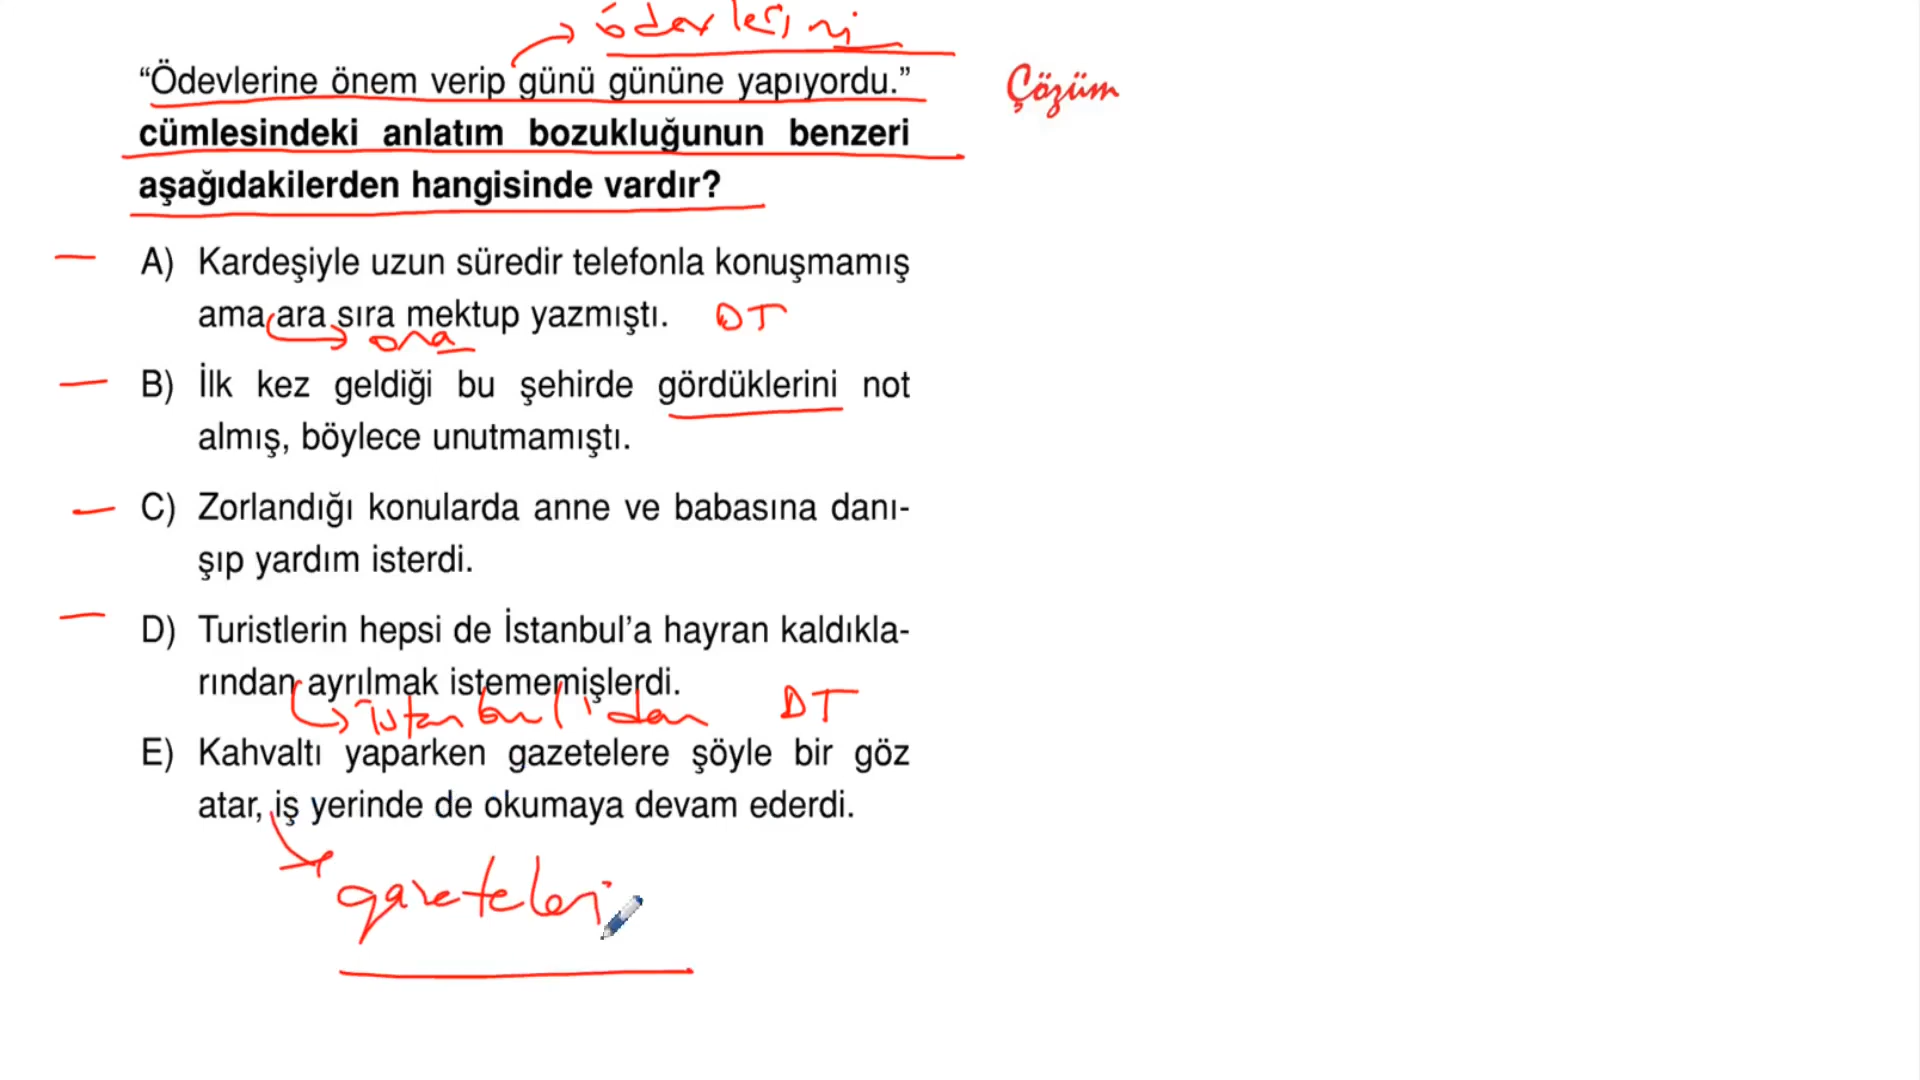 ödevlerini
“Ödevlerine önem verip günü gününe yapıyordu.”
Çözüm
cümlesindeki anlatım bozukluğunun benzeri
aşağıdakilerden hangisinde vardır?
A) Kardeşiyle uzun süredir telefonla konuşmamış
ama ara sıra mektup yazmıştı. DT
ona
B) İlk kez geldiği bu şehirde gördüklerini not
almış, böylece unutmamıştı.
C) Zorlandığı konularda anne ve babasına danı-
şıp yardım isterdi.
D) Turistlerin hepsi de İstanbul’a hayran kaldıkla-
rından ayrılmak istememişlerdi.
İstanbul'dan DT
E) Kahvaltı yaparken gazetelere şöyle bir göz
atar, iş yerinde de okumaya devam ederdi.
gazeteleri